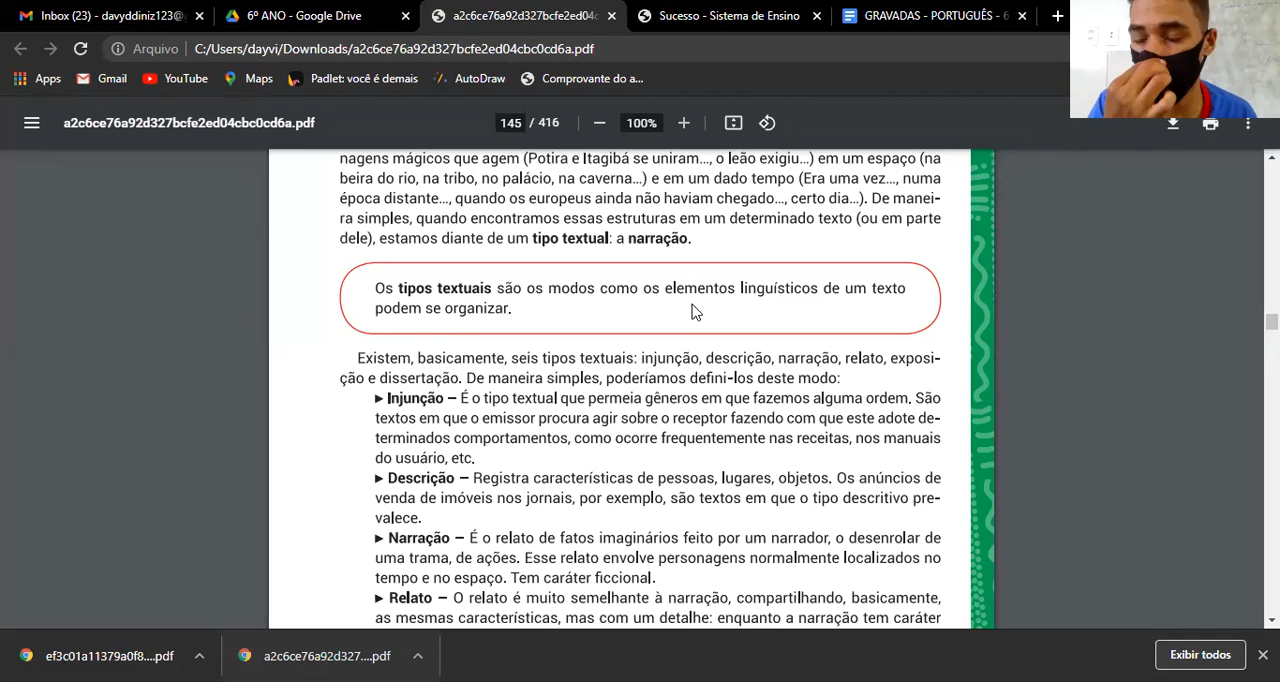 Inbox (23) - davyddiniz123@
6º ANO - Google Drive
a2c6ce76a92d327bcfe2ed04c
Sucesso - Sistema de Ensino
GRAVADAS - PORTUGUÊS - 6
Arquivo
C:/Users/dayvi/Downloads/a2c6ce76a92d327bcfe2ed04cbc0cd6a.pdf
Apps
Gmail
YouTube
Maps
Padlet: você é demais
AutoDraw
Comprovante do a...
a2c6ce76a92d327bcfe2ed04cbc0cd6a.pdf
145 / 416
100%
nagens mágicos que agem (Potira e Itagibá se uniram..., o leão exigiu...) em um espaço (na
beira do rio, na tribo, no palácio, na caverna...) e em um dado tempo (Era uma vez..., numa
época distante..., quando os europeus ainda não haviam chegado..., certo dia...). De manei-
ra simples, quando encontramos essas estruturas em um determinado texto (ou em parte
dele), estamos diante de um tipo textual: a narração.
Os tipos textuais são os modos como os elementos linguísticos de um texto
podem se organizar.
Existem, basicamente, seis tipos textuais: injunção, descrição, narração, relato, exposi-
ção e dissertação. De maneira simples, poderíamos defini-los deste modo:
▸ Injunção – É o tipo textual que permeia gêneros em que fazemos alguma ordem. São
textos em que o emissor procura agir sobre o receptor fazendo com que este adote de-
terminados comportamentos, como ocorre frequentemente nas receitas, nos manuais
do usuário, etc.
▸ Descrição – Registra características de pessoas, lugares, objetos. Os anúncios de
venda de imóveis nos jornais, por exemplo, são textos em que o tipo descritivo pre-
valece.
▸ Narração – É o relato de fatos imaginários feito por um narrador, o desenrolar de
uma trama, de ações. Esse relato envolve personagens normalmente localizados no
tempo e no espaço. Tem caráter ficcional.
▸ Relato – O relato é muito semelhante à narração, compartilhando, basicamente,
as mesmas características, mas com um detalhe: enquanto a narração tem caráter
ef3c01a11379a0f8....pdf
a2c6ce76a92d327....pdf
Exibir todos